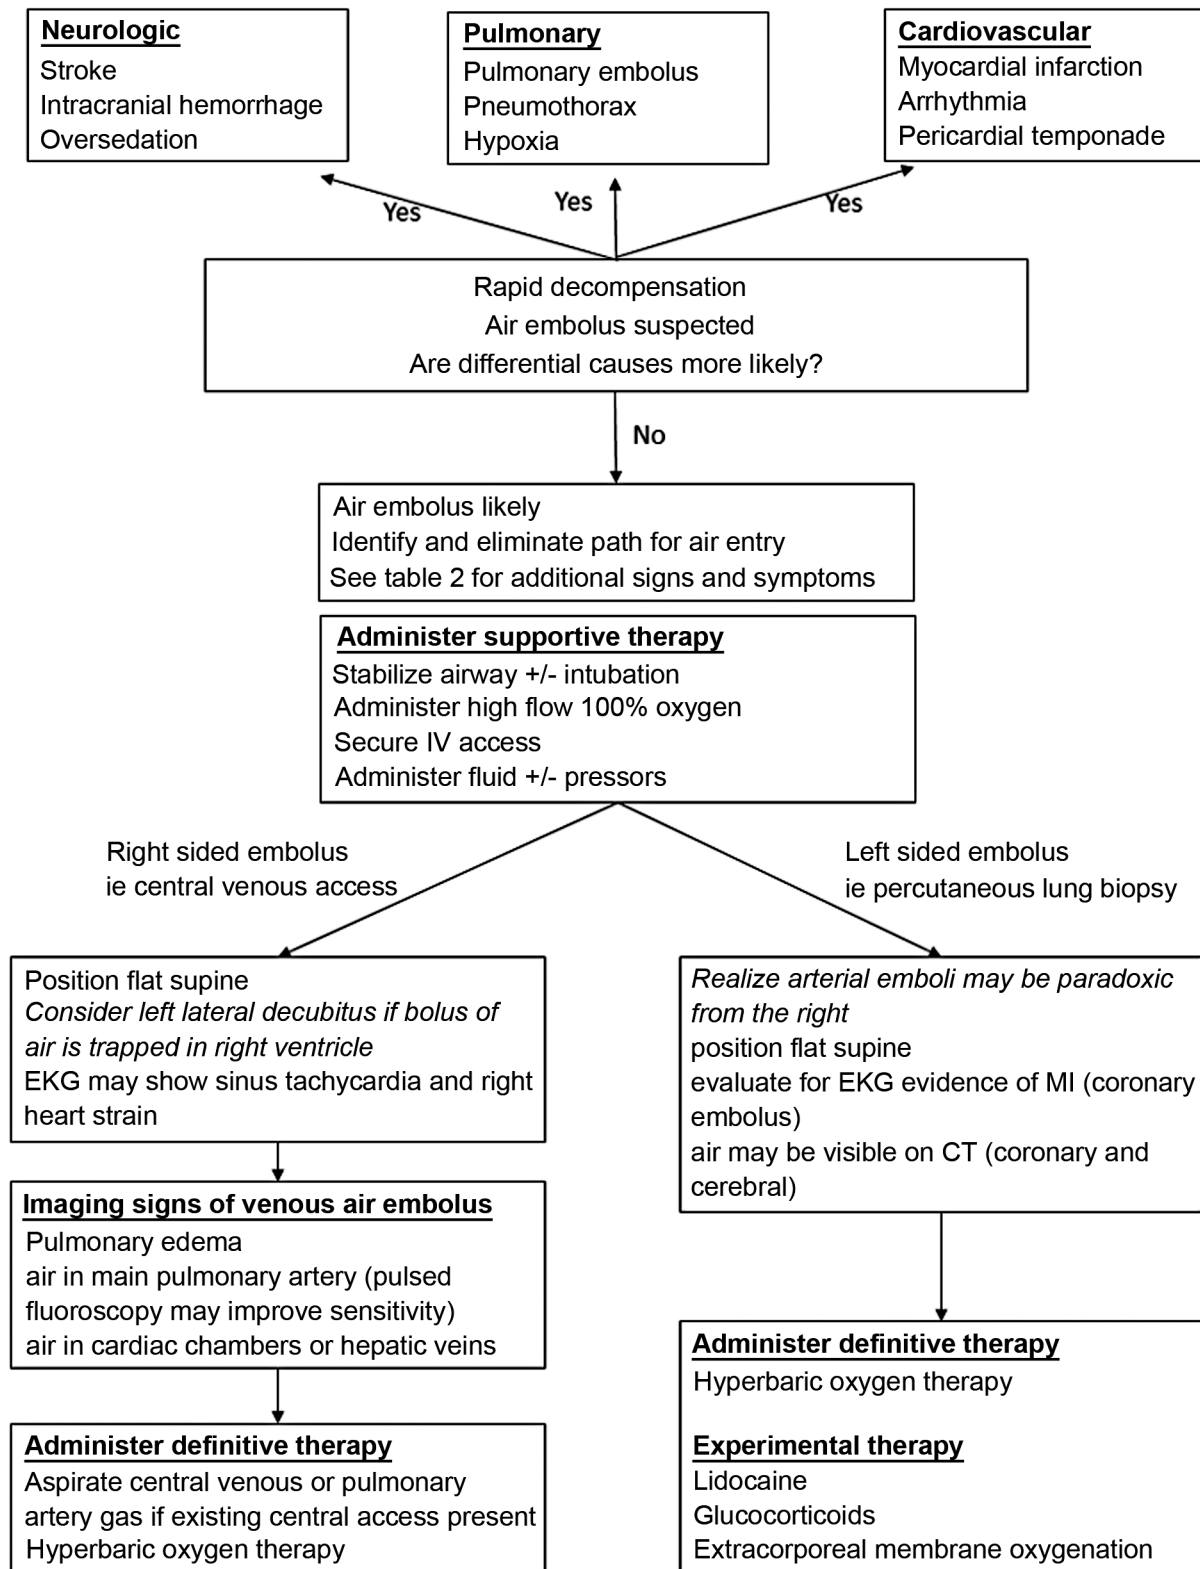 Neurologic
Stroke
Intracranial hemorrhage
Oversedation
Pulmonary
Pulmonary embolus
Pneumothorax
Hypoxia
Cardiovascular
Myocardial infarction
Arrhythmia
Pericardial temponade
Yes
Yes
Yes
Rapid decompensation
Air embolus suspected
Are differential causes more likely?
No
Air embolus likely
Identify and eliminate path for air entry
See table 2 for additional signs and symptoms
Administer supportive therapy
Stabilize airway +/- intubation
Administer high flow 100% oxygen
Secure IV access
Administer fluid +/- pressors
Right sided embolus
ie central venous access
Left sided embolus
ie percutaneous lung biopsy
Position flat supine
Consider left lateral decubitus if bolus of
air is trapped in right ventricle
EKG may show sinus tachycardia and right
heart strain
Realize arterial emboli may be paradoxic
from the right
position flat supine
evaluate for EKG evidence of MI (coronary
embolus)
air may be visible on CT (coronary and
cerebral)
Imaging signs of venous air embolus
Pulmonary edema
air in main pulmonary artery (pulsed
fluoroscopy may improve sensitivity)
air in cardiac chambers or hepatic veins
Administer definitive therapy
Aspirate central venous or pulmonary
artery gas if existing central access present
Hyperbaric oxygen therapy
Administer definitive therapy
Hyperbaric oxygen therapy
Experimental therapy
Lidocaine
Glucocorticoids
Extracorporeal membrane oxygenation